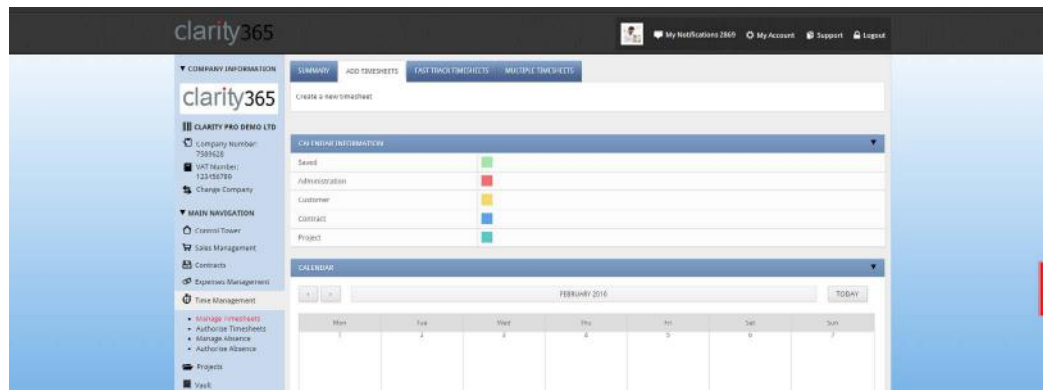 clarity365
My Notifications 2869 My Account Support Logout
COMPANY INFORMATION
clarity365
CLARITY PRO DEMO LTD
Company Number:
7989628
VAT Number:
123456789
Change Company
MAIN NAVIGATION
Control Tower
Sales Management
Contracts
Expenses Management
Time Management
Manage Timesheets
Authorise Timesheets
Manage Absence
Authorise Absence
Projects
Vault
SUMMARY ADD TIMESHEETS FAST TRACK TIMESHEETS MULTIPLE TIMESHEETS
Create a new timesheet
CALENDAR INFORMATION
Saved
Administration
Customer
Contract
Project
CALENDAR
FEBRUARY 2016 TODAY
Mon Tue Wed Thu Fri Sat Sun
1 2 3 4 5 6 7